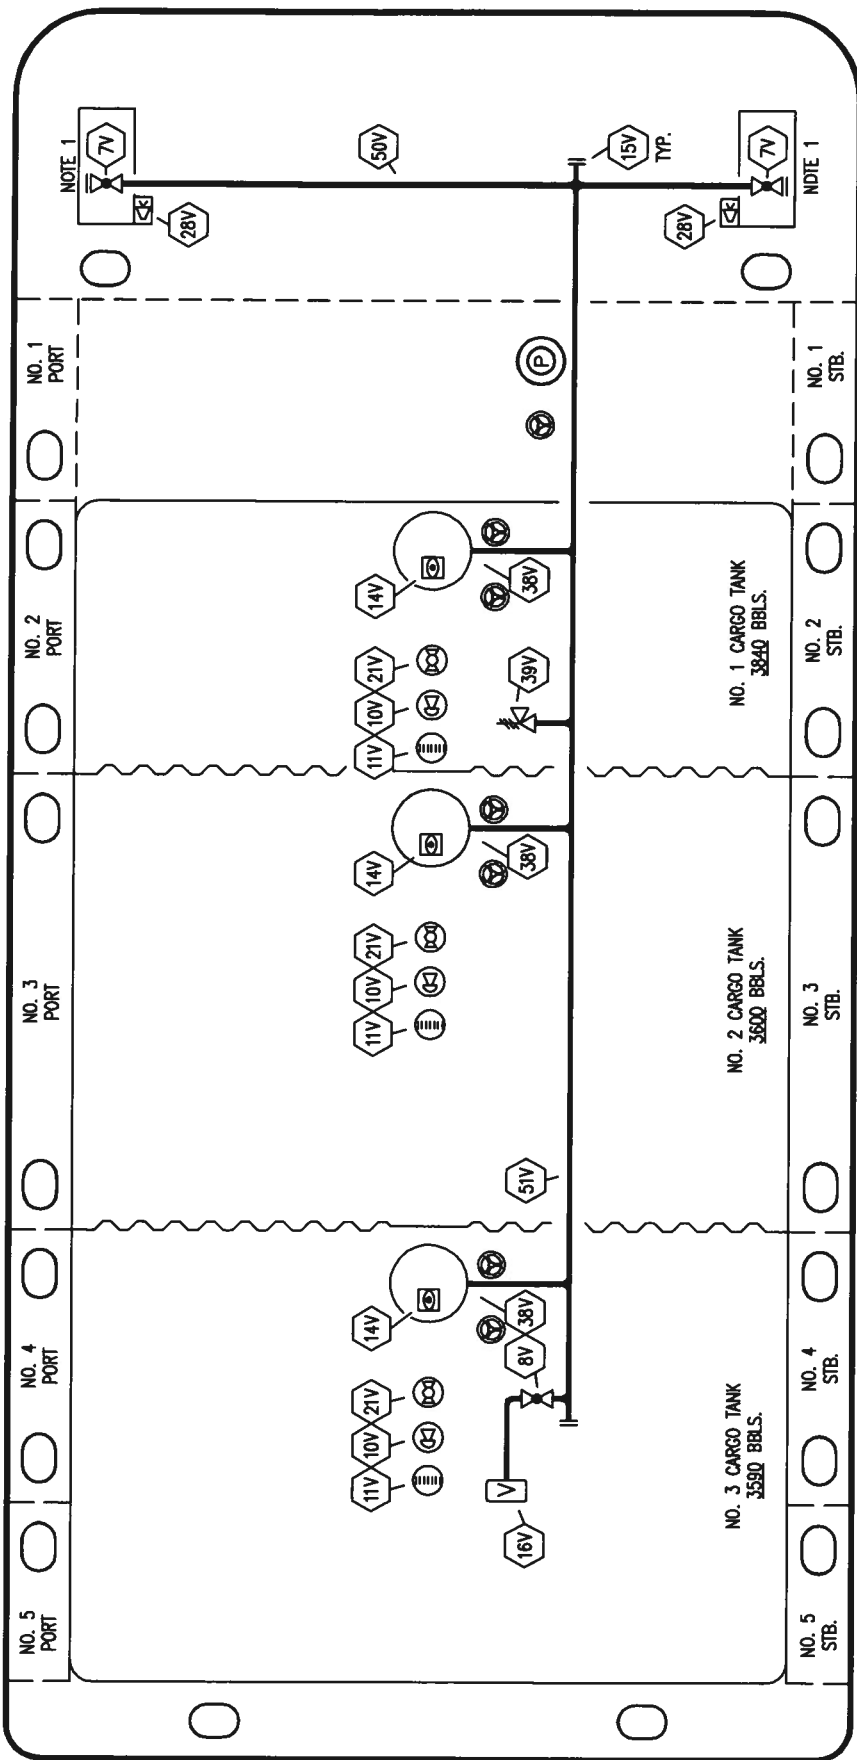 NO. 5
PORT
NO. 4
PORT
NO. 3
PORT
NO. 2
PORT
NO. 1
PORT
NOTE 1
7V
28V
11V
10V
21V
14V
11V
10V
21V
14V
11V
10V
21V
14V
50V
16V
V
8V
38V
51V
38V
39V
38V
P
15V
TYP.
28V
7V
NOTE 1
NO. 3 CARGO TANK
3590 BBLS.
NO. 2 CARGO TANK
3600 BBLS.
NO. 1 CARGO TANK
3840 BBLS.
NO. 5
STB.
NO. 4
STB.
NO. 3
STB.
NO. 2
STB.
NO. 1
STB.